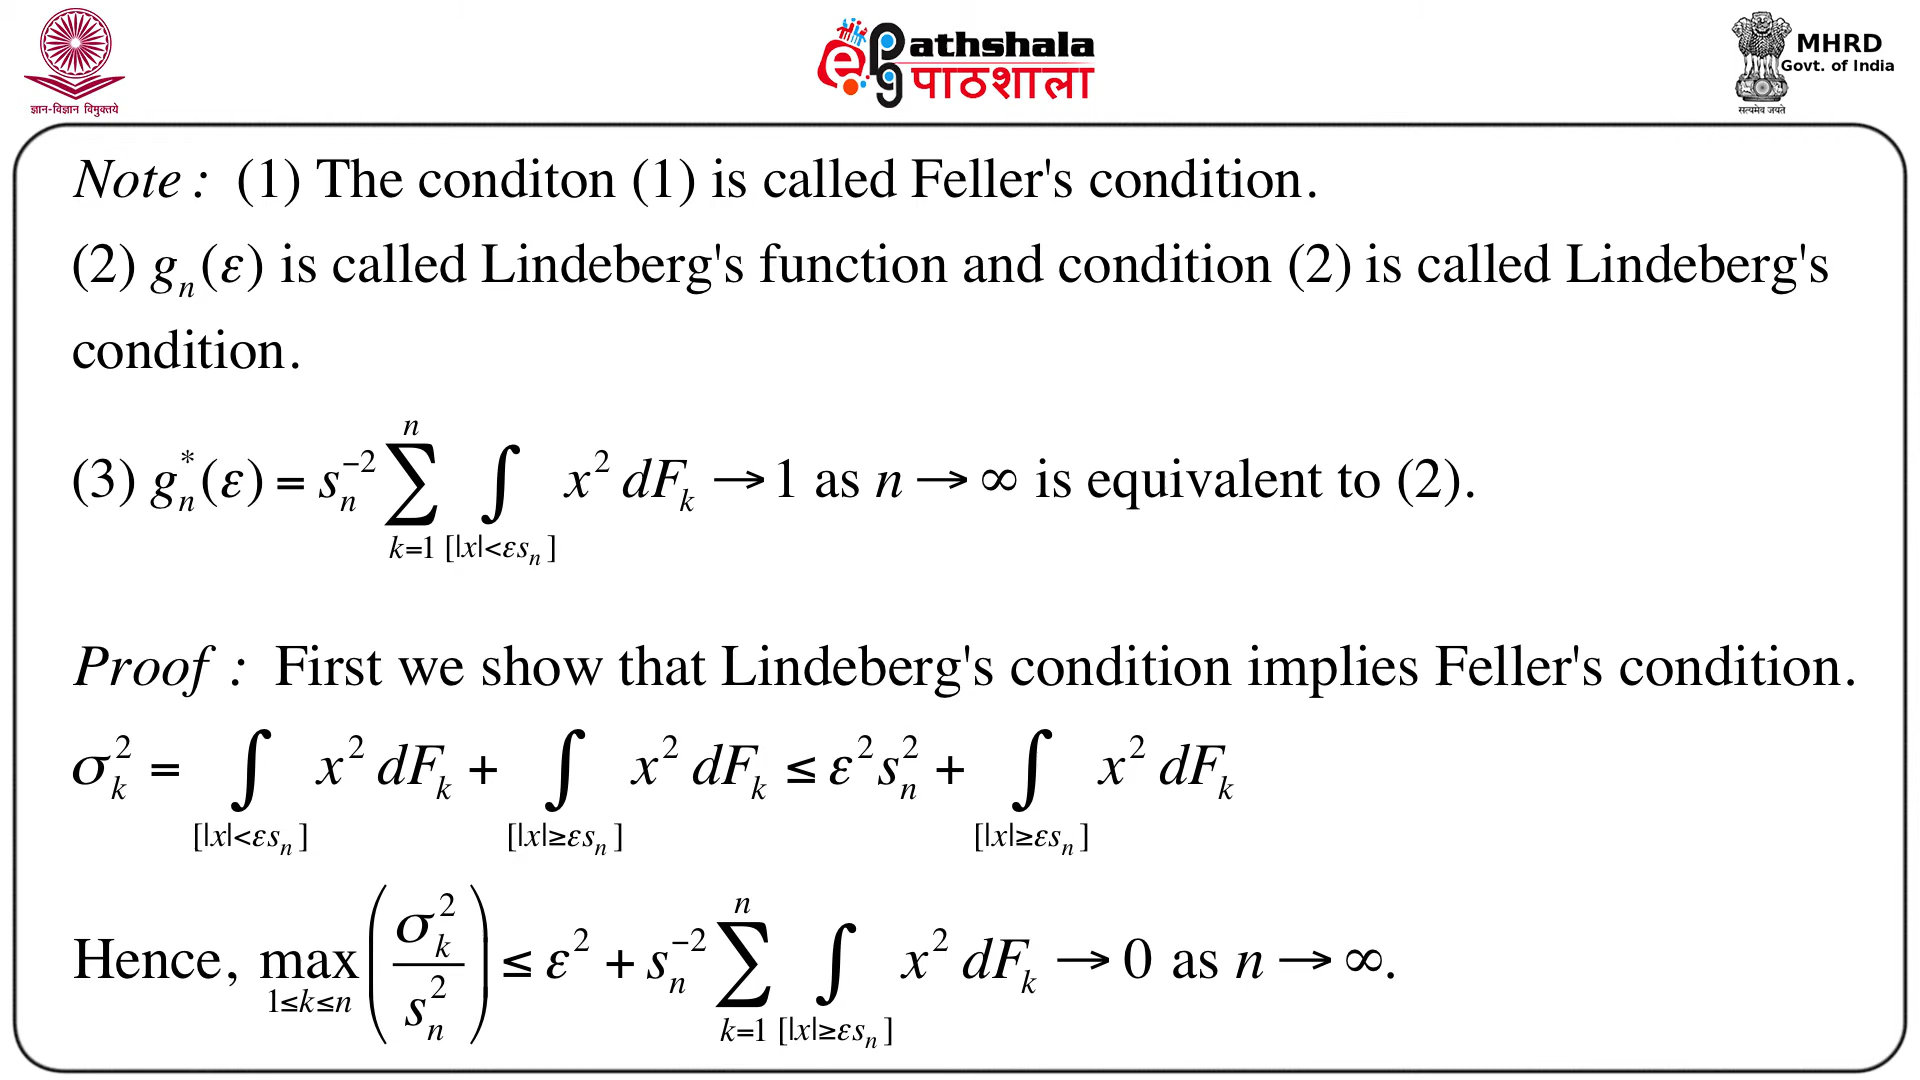 ज्ञान-विज्ञान विमुक्तये
e PG athshala
पाठशाला
MHRD
Govt. of India
सत्यमेव जयते
Note : (1) The conditon (1) is called Feller's condition.
(2) gₙ(ε) is called Lindeberg's function and condition (2) is called Lindeberg's
condition.
(3) gₙ*(ε) = sₙ⁻² ∑_{k=1}^{n} ∫_{[|x|<εsₙ]} x² dFₖ → 1 as n → ∞ is equivalent to (2).
Proof : First we show that Lindeberg's condition implies Feller's condition.
σₖ² = ∫_{[|x|<εsₙ]} x² dFₖ + ∫_{[|x|≥εsₙ]} x² dFₖ ≤ ε²sₙ² + ∫_{[|x|≥εsₙ]} x² dFₖ
Hence, max_{1≤k≤n} (σₖ²/sₙ²) ≤ ε² + sₙ⁻² ∑_{k=1}^{n} ∫_{[|x|≥εsₙ]} x² dFₖ → 0 as n → ∞.